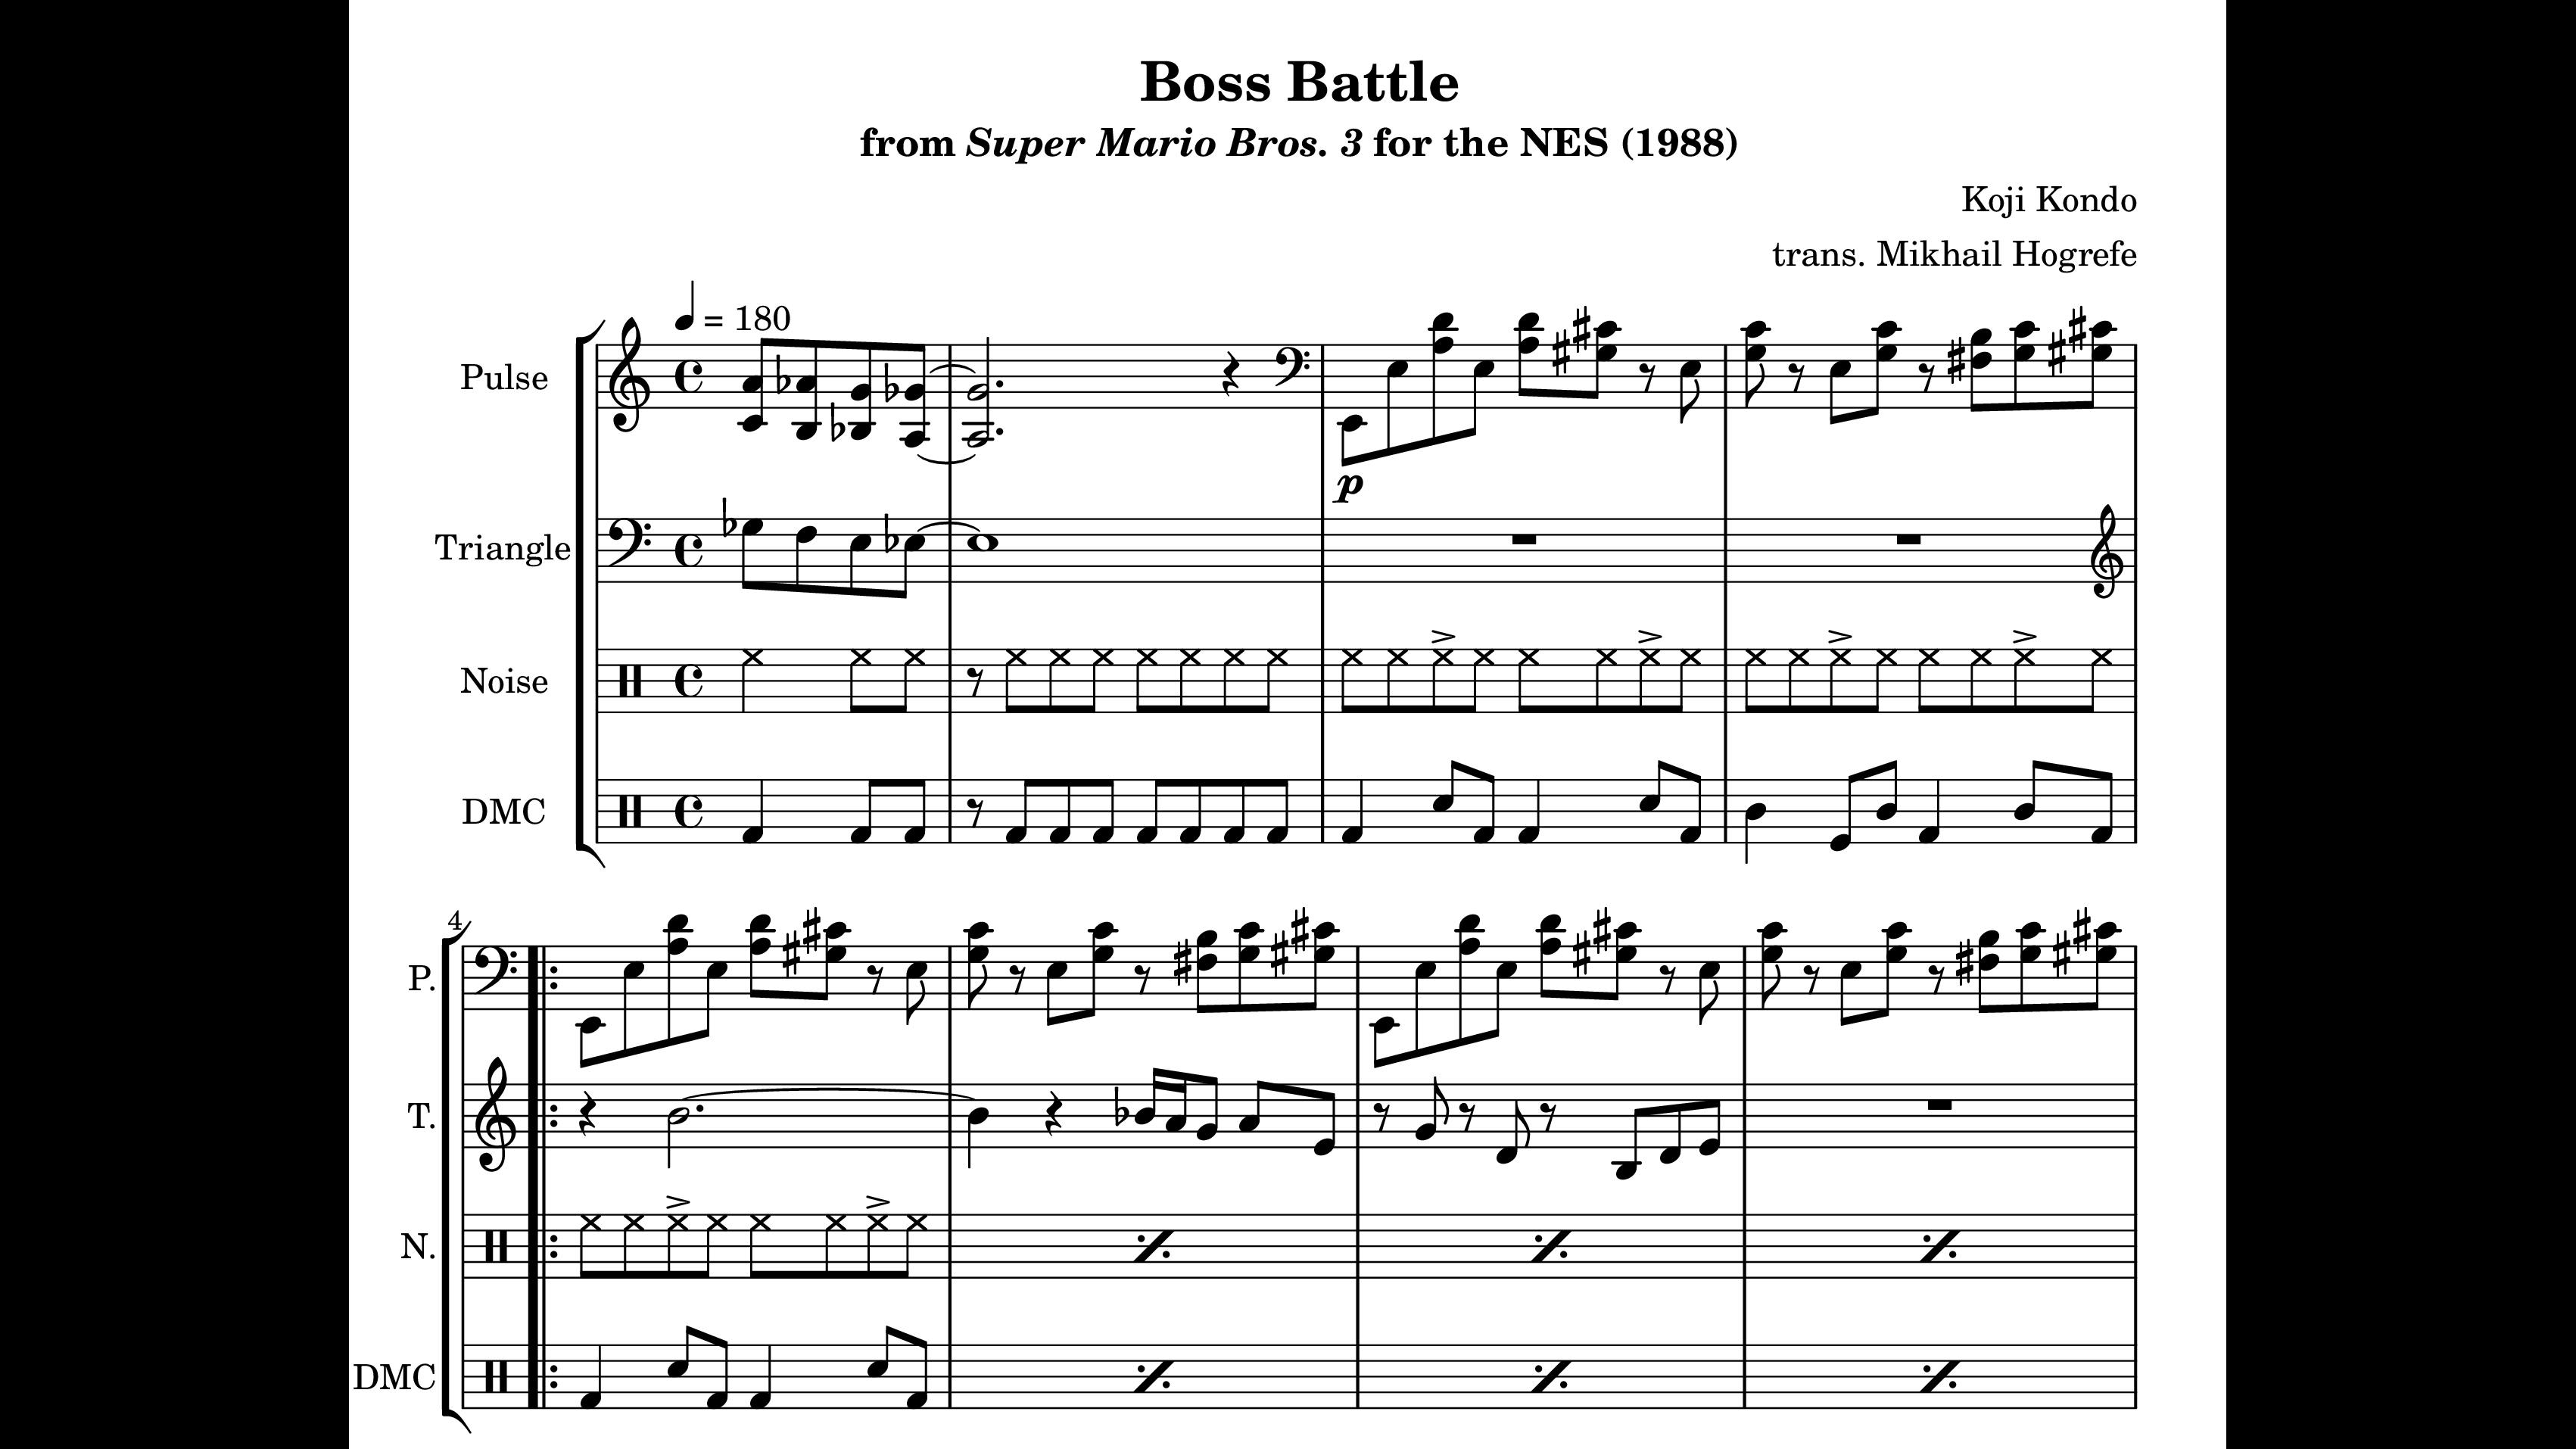 Boss Battle
from Super Mario Bros. 3 for the NES (1988)
Koji Kondo
trans. Mikhail Hogrefe
= 180
Pulse
p
Triangle
Noise
DMC
4
P.
T.
N.
DMC